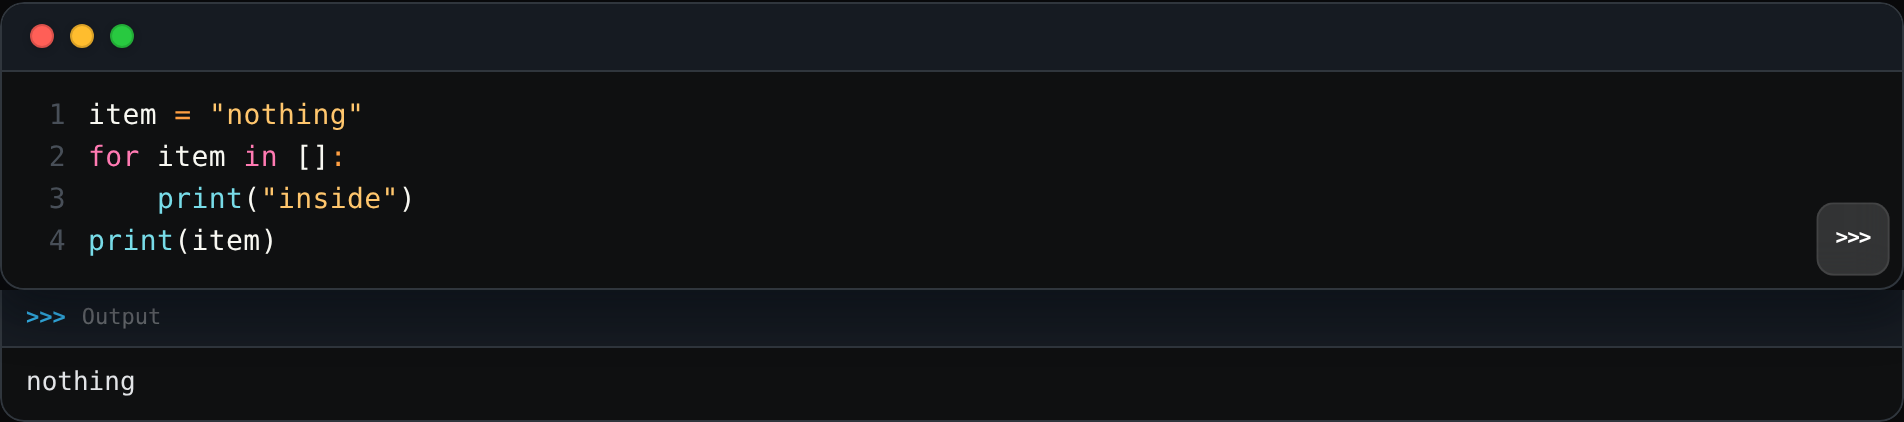 1 item = "nothing"
2 for item in []:
3     print("inside")
4 print(item)
>>>
>>> Output
nothing